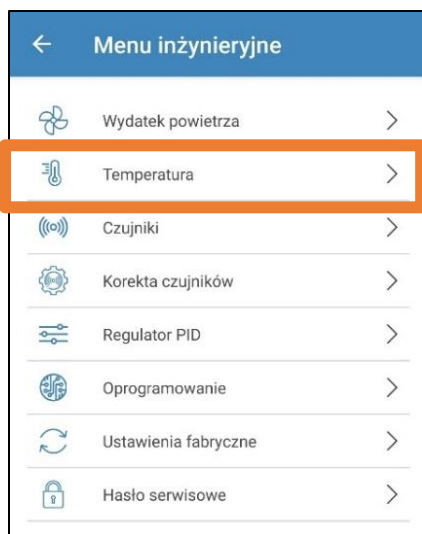 Menu inżynieryjne
Wydatek powietrza
Temperatura
Czujniki
Korekta czujników
Regulator PID
Oprogramowanie
Ustawienia fabryczne
Hasło serwisowe